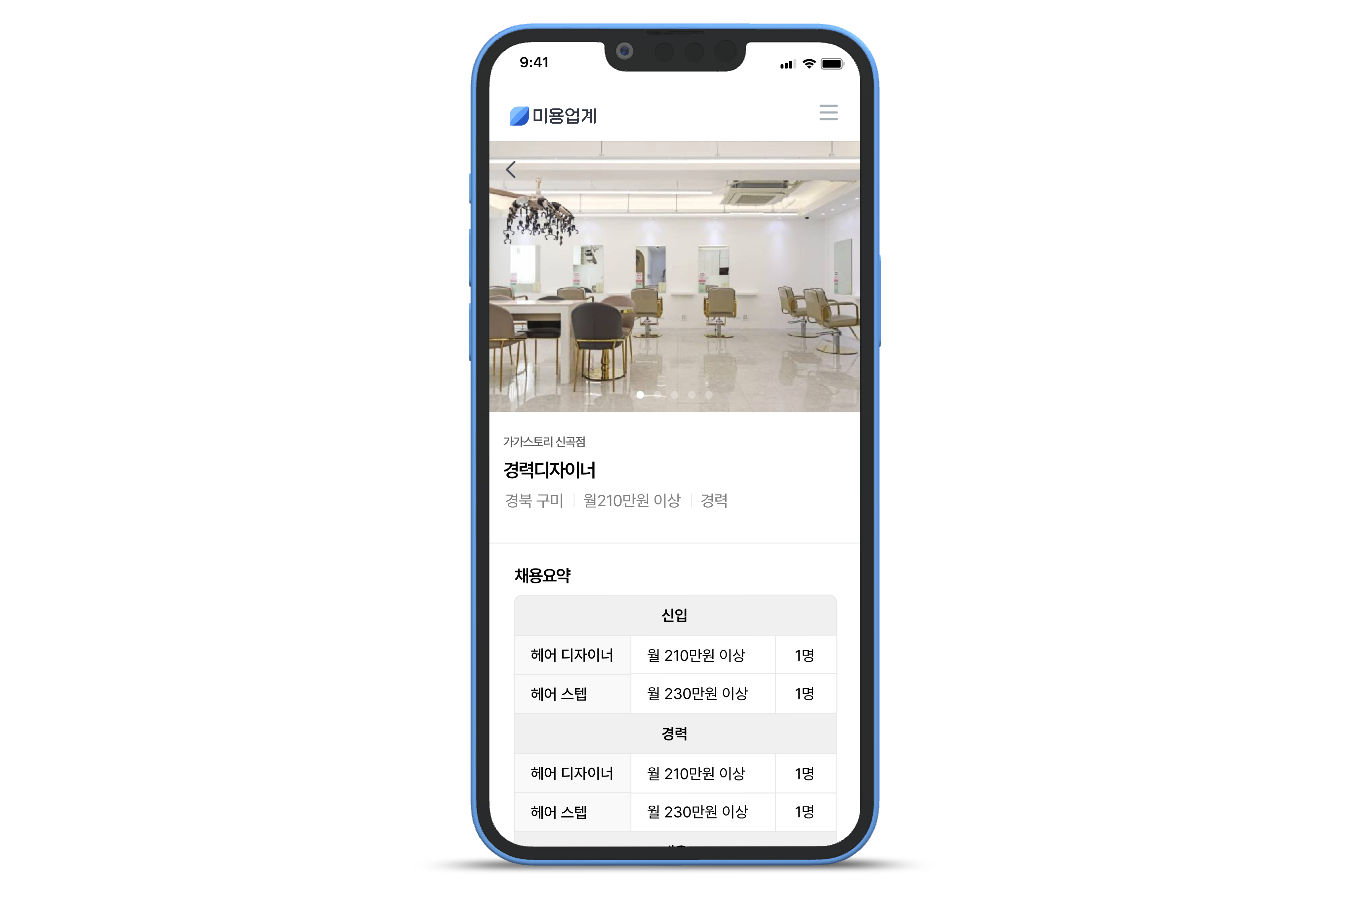 9:41
미용업계
가가스토리 신곡점
경력디자이너
경북 구미 월210만원 이상 경력
채용요약
신입
헤어 디자이너 월 210만원 이상 1명
헤어 스텝 월 230만원 이상 1명
경력
헤어 디자이너 월 210만원 이상 1명
헤어 스텝 월 230만원 이상 1명